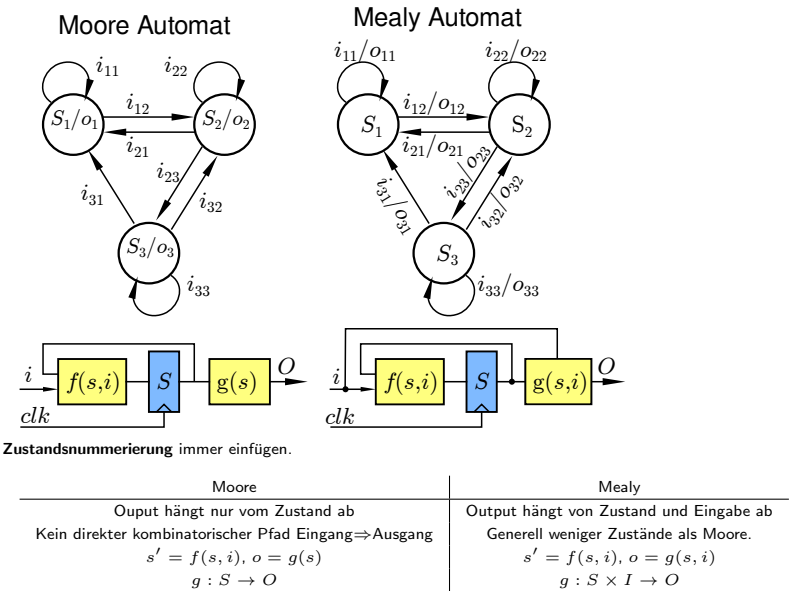 Moore Automat
Mealy Automat
i11
i22
S1/o1
i12
S2/o2
i21
i23
i31
i32
S3/o3
i33
i11/o11
i22/o22
S1
i12/o12
S2
i21/o21
i23/o23
i31/o31
i32/o32
S3
i33/o33
i
f(s,i)
S
g(s)
O
clk
i
f(s,i)
S
g(s,i)
O
clk
Zustandsnummerierung immer einfügen.
Moore Mealy
Ouput hängt nur vom Zustand ab Output hängt von Zustand und Eingabe ab
Kein direkter kombinatorischer Pfad Eingang⇒Ausgang Generell weniger Zustände als Moore.
s′ = f(s, i), o = g(s) s′ = f(s, i), o = g(s, i)
g : S → O g : S × I → O